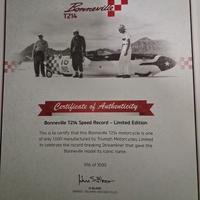 Bonneville
T214
Certificate of Authenticity
Bonneville T214 Speed Record - Limited Edition
This is to certify that this Bonneville T214 motorcycle is one
of only 1,000 manufactured by Triumph Motorcycles Limited
to celebrate the record breaking Streamliner that gave the
Bonneville model its iconic name.
of 1000